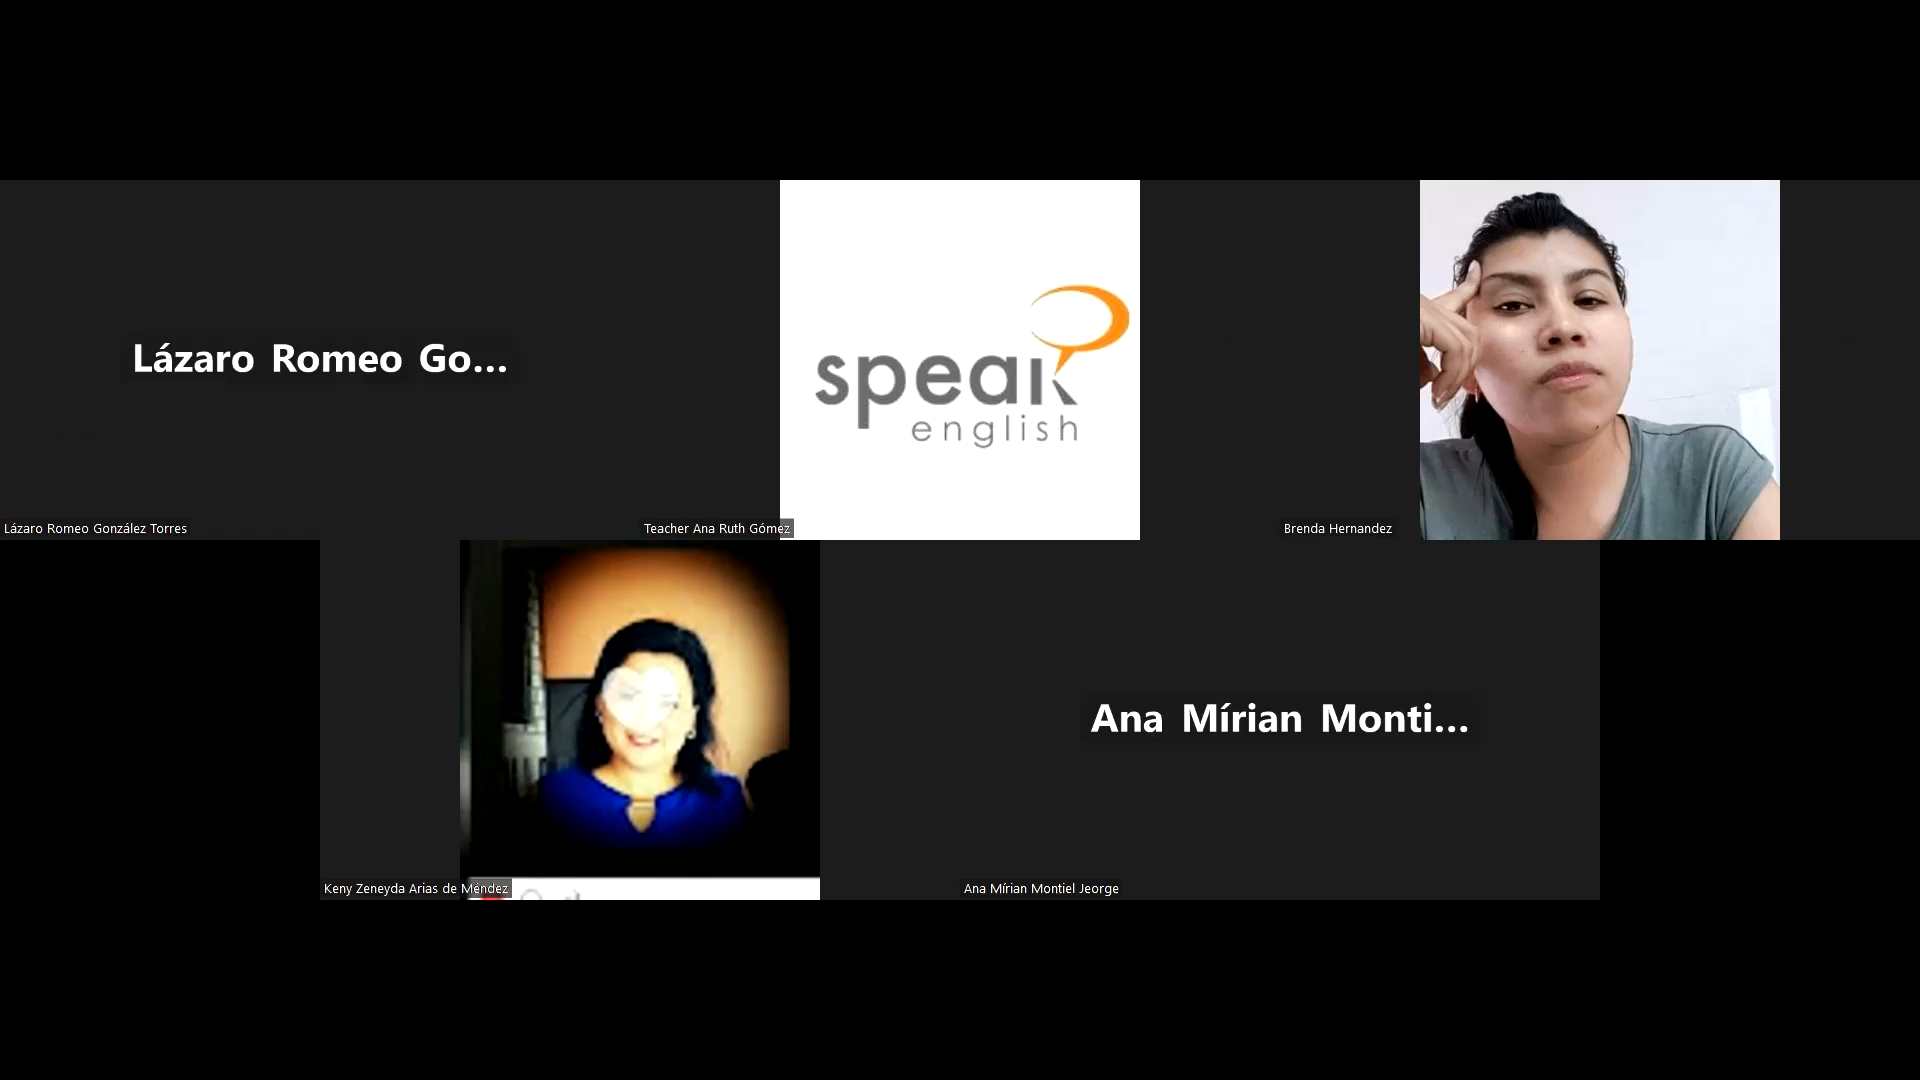 Lázaro Romeo Go...
Lázaro Romeo González Torres
speak
english
Teacher Ana Ruth Gómez
Brenda Hernandez
Keny Zeneyda Arias de Méndez
Ana Mírian Monti...
Ana Mírian Montiel Jeorge